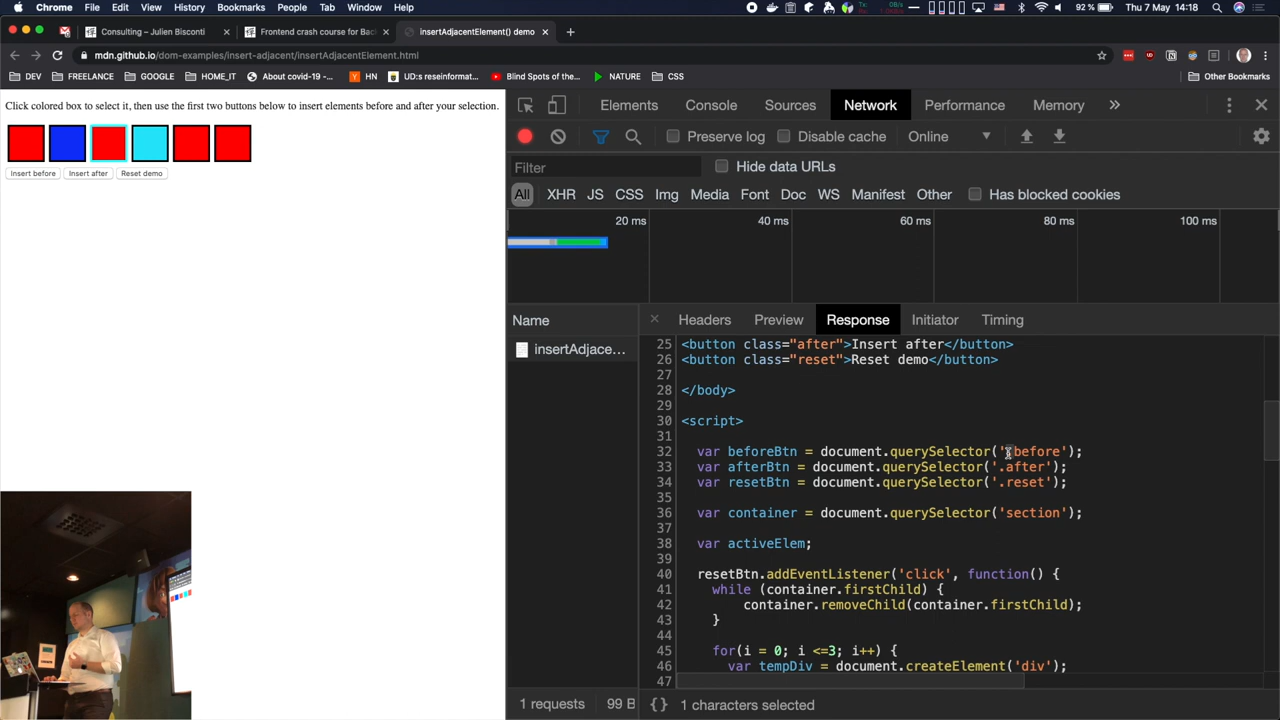 Chrome File Edit View History Bookmarks People Tab Window Help 92 % Thu 7 May 14:18
Consulting – Julien Bisconti Frontend crash course for Bac insertAdjacentElement() demo
mdn.github.io/dom-examples/insert-adjacent/insertAdjacentElement.html
DEV FREELANCE GOOGLE HOME_IT About covid-19 -... HN UD:s reseinformat... Blind Spots of the... NATURE CSS Other Bookmarks
Click colored box to select it, then use the first two buttons below to insert elements before and after your selection.
Insert before Insert after Reset demo
Elements Console Sources Network Performance Memory
Preserve log Disable cache Online
Filter Hide data URLs
All XHR JS CSS Img Media Font Doc WS Manifest Other Has blocked cookies
20 ms 40 ms 60 ms 80 ms 100 ms
Name Headers Preview Response Initiator Timing
insertAdjace...
25 <button class="after">Insert after</button>
26 <button class="reset">Reset demo</button>
27
28 </body>
29
30 <script>
31
32 var beforeBtn = document.querySelector('.before');
33 var afterBtn = document.querySelector('.after');
34 var resetBtn = document.querySelector('.reset');
35
36 var container = document.querySelector('section');
37
38 var activeElem;
39
40 resetBtn.addEventListener('click', function() {
41 while (container.firstChild) {
42 container.removeChild(container.firstChild);
43 }
44
45 for(i = 0; i <=3; i++) {
46 var tempDiv = document.createElement('div');
47
1 requests 99 B {} 1 characters selected